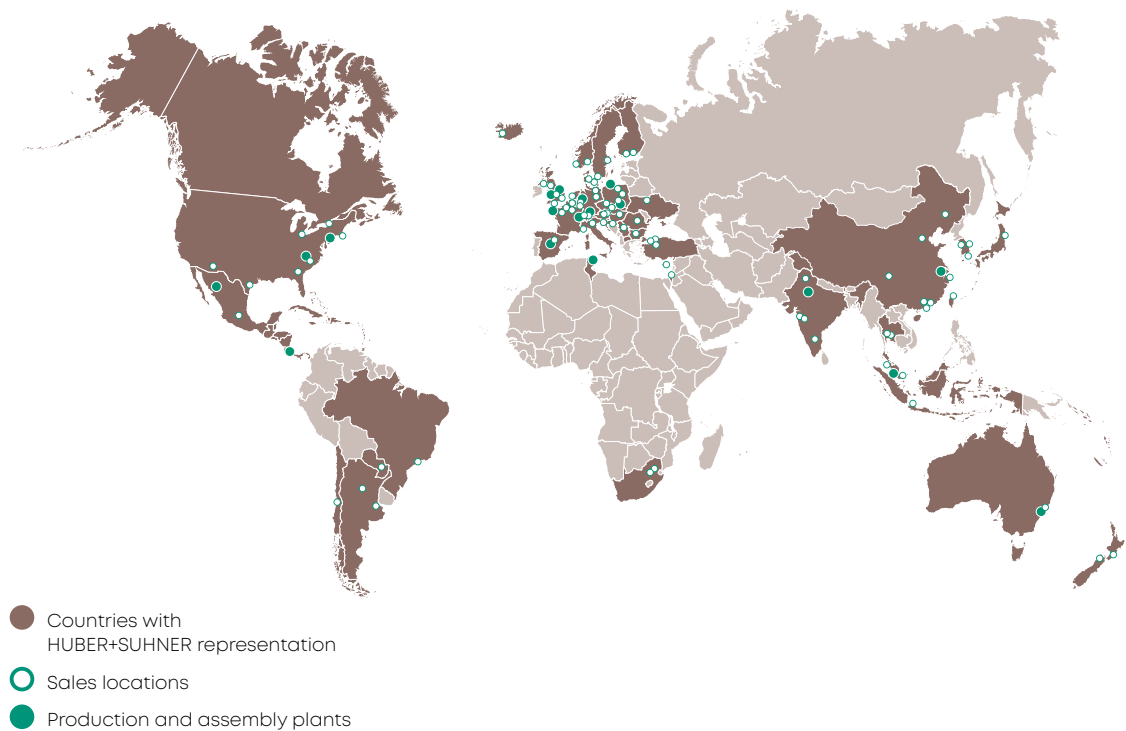 Countries with
HUBER+SUHNER representation
Sales locations
Production and assembly plants